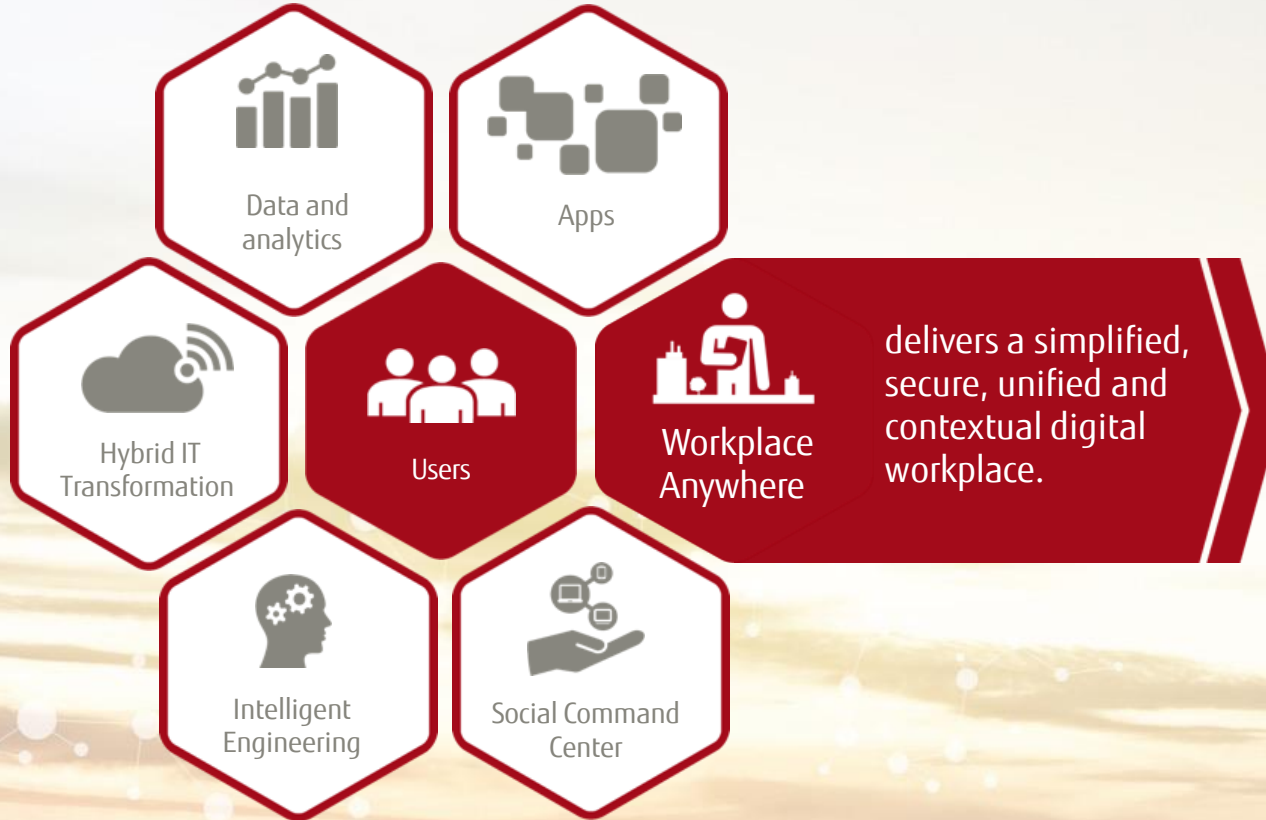 Data and
analytics
Apps
Hybrid IT
Transformation
Users
Workplace
Anywhere
delivers a simplified,
secure, unified and
contextual digital
workplace.
Intelligent
Engineering
Social Command
Center